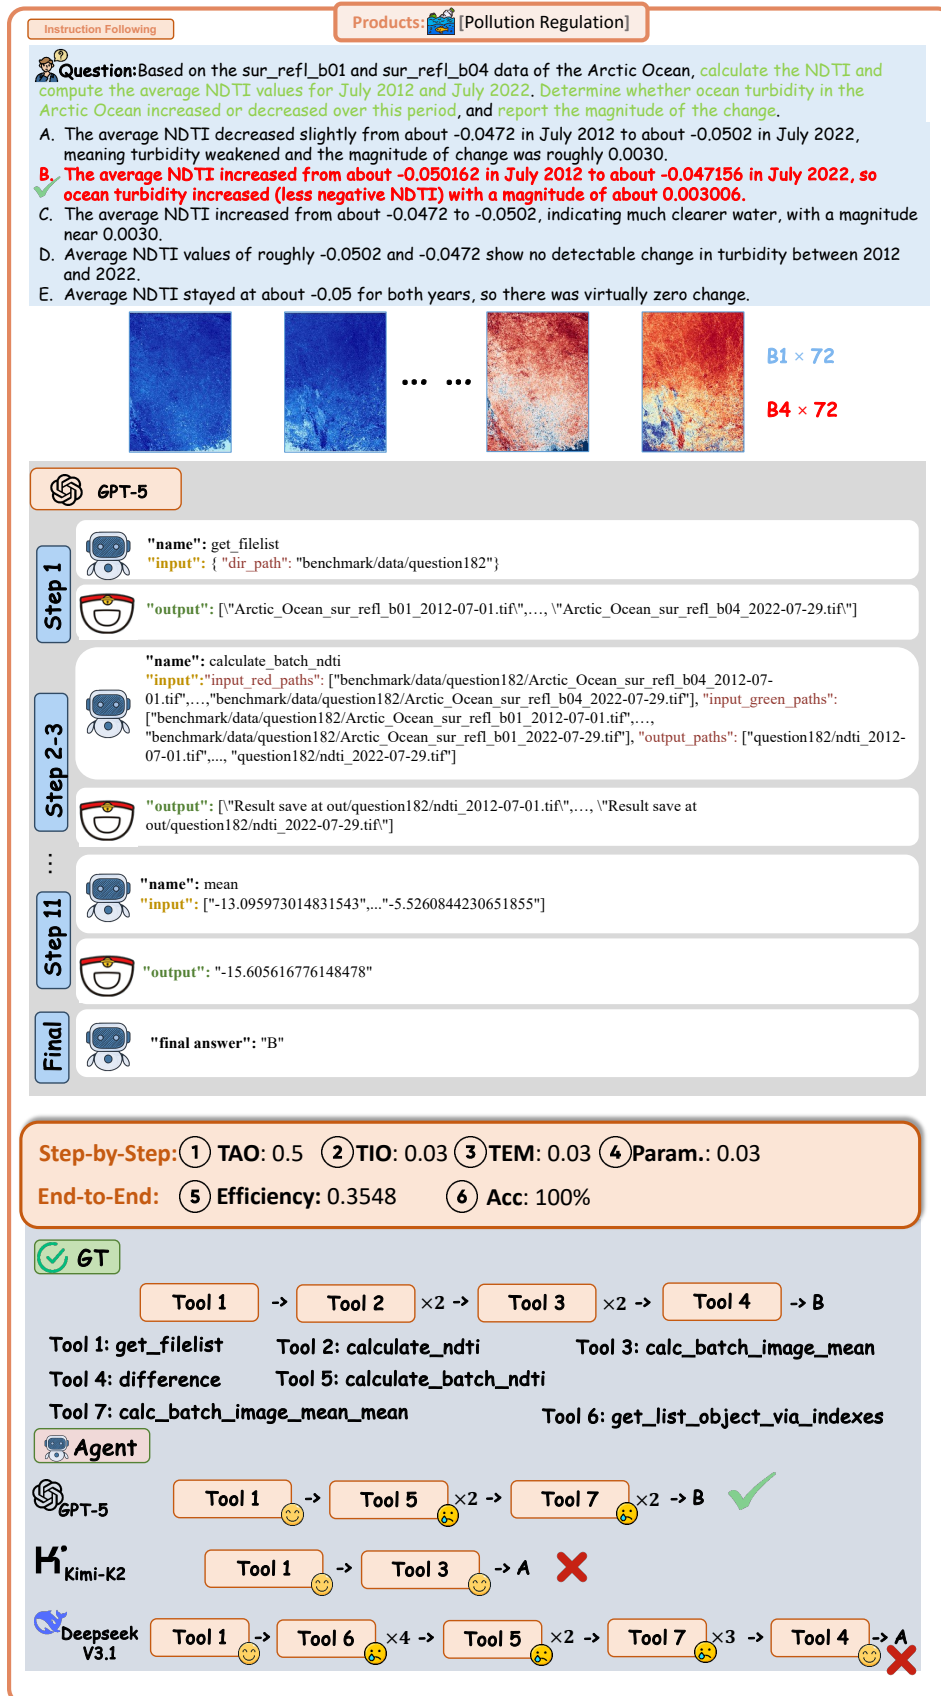 Products: [Pollution Regulation]
Instruction Following
Question:Based on the sur_refl_b01 and sur_refl_b04 data of the Arctic Ocean, calculate the NDTI and
compute the average NDTI values for July 2012 and July 2022. Determine whether ocean turbidity in the
Arctic Ocean increased or decreased over this period, and report the magnitude of the change.
A. The average NDTI decreased slightly from about -0.0472 in July 2012 to about -0.0502 in July 2022,
meaning turbidity weakened and the magnitude of change was roughly 0.0030.
B. The average NDTI increased from about -0.050162 in July 2012 to about -0.047156 in July 2022, so
ocean turbidity increased (less negative NDTI) with a magnitude of about 0.003006.
C. The average NDTI increased from about -0.0472 to -0.0502, indicating much clearer water, with a magnitude
near 0.0030.
D. Average NDTI values of roughly -0.0502 and -0.0472 show no detectable change in turbidity between 2012
and 2022.
E. Average NDTI stayed at about -0.05 for both years, so there was virtually zero change.
... ...
B1 × 72
B4 × 72
GPT-5
Step 1
"name": get_filelist
"input": { "dir_path": "benchmark/data/question182"}
"output": [\"Arctic_Ocean_sur_refl_b01_2012-07-01.tif\",…, \"Arctic_Ocean_sur_refl_b04_2022-07-29.tif\"]
Step 2-3
"name": calculate_batch_ndti
"input":"input_red_paths": ["benchmark/data/question182/Arctic_Ocean_sur_refl_b04_2012-07-
01.tif",…,"benchmark/data/question182/Arctic_Ocean_sur_refl_b04_2022-07-29.tif"], "input_green_paths":
["benchmark/data/question182/Arctic_Ocean_sur_refl_b01_2012-07-01.tif",…,
"benchmark/data/question182/Arctic_Ocean_sur_refl_b01_2022-07-29.tif"], "output_paths": ["question182/ndti_2012-
07-01.tif",..., "question182/ndti_2022-07-29.tif"]
"output": [\"Result save at out/question182/ndti_2012-07-01.tif\",…, \"Result save at
out/question182/ndti_2022-07-29.tif\"]
...
Step 11
"name": mean
"input": ["-13.095973014831543",..."-5.5260844230651855"]
"output": "-15.605616776148478"
Final
"final answer": "B"
Step-by-Step: 1 TAO: 0.5 2 TIO: 0.03 3 TEM: 0.03 4 Param.: 0.03
End-to-End: 5 Efficiency: 0.3548 6 Acc: 100%
GT
Tool 1 -> Tool 2 ×2 -> Tool 3 ×2 -> Tool 4 -> B
Tool 1: get_filelist Tool 2: calculate_ndti Tool 3: calc_batch_image_mean
Tool 4: difference Tool 5: calculate_batch_ndti
Tool 7: calc_batch_image_mean_mean Tool 6: get_list_object_via_indexes
Agent
GPT-5 Tool 1 -> Tool 5 ×2 -> Tool 7 ×2 -> B
Kimi-K2 Tool 1 -> Tool 3 -> A
Deepseek V3.1 Tool 1 -> Tool 6 ×4 -> Tool 5 ×2 -> Tool 7 ×3 -> Tool 4 -> A